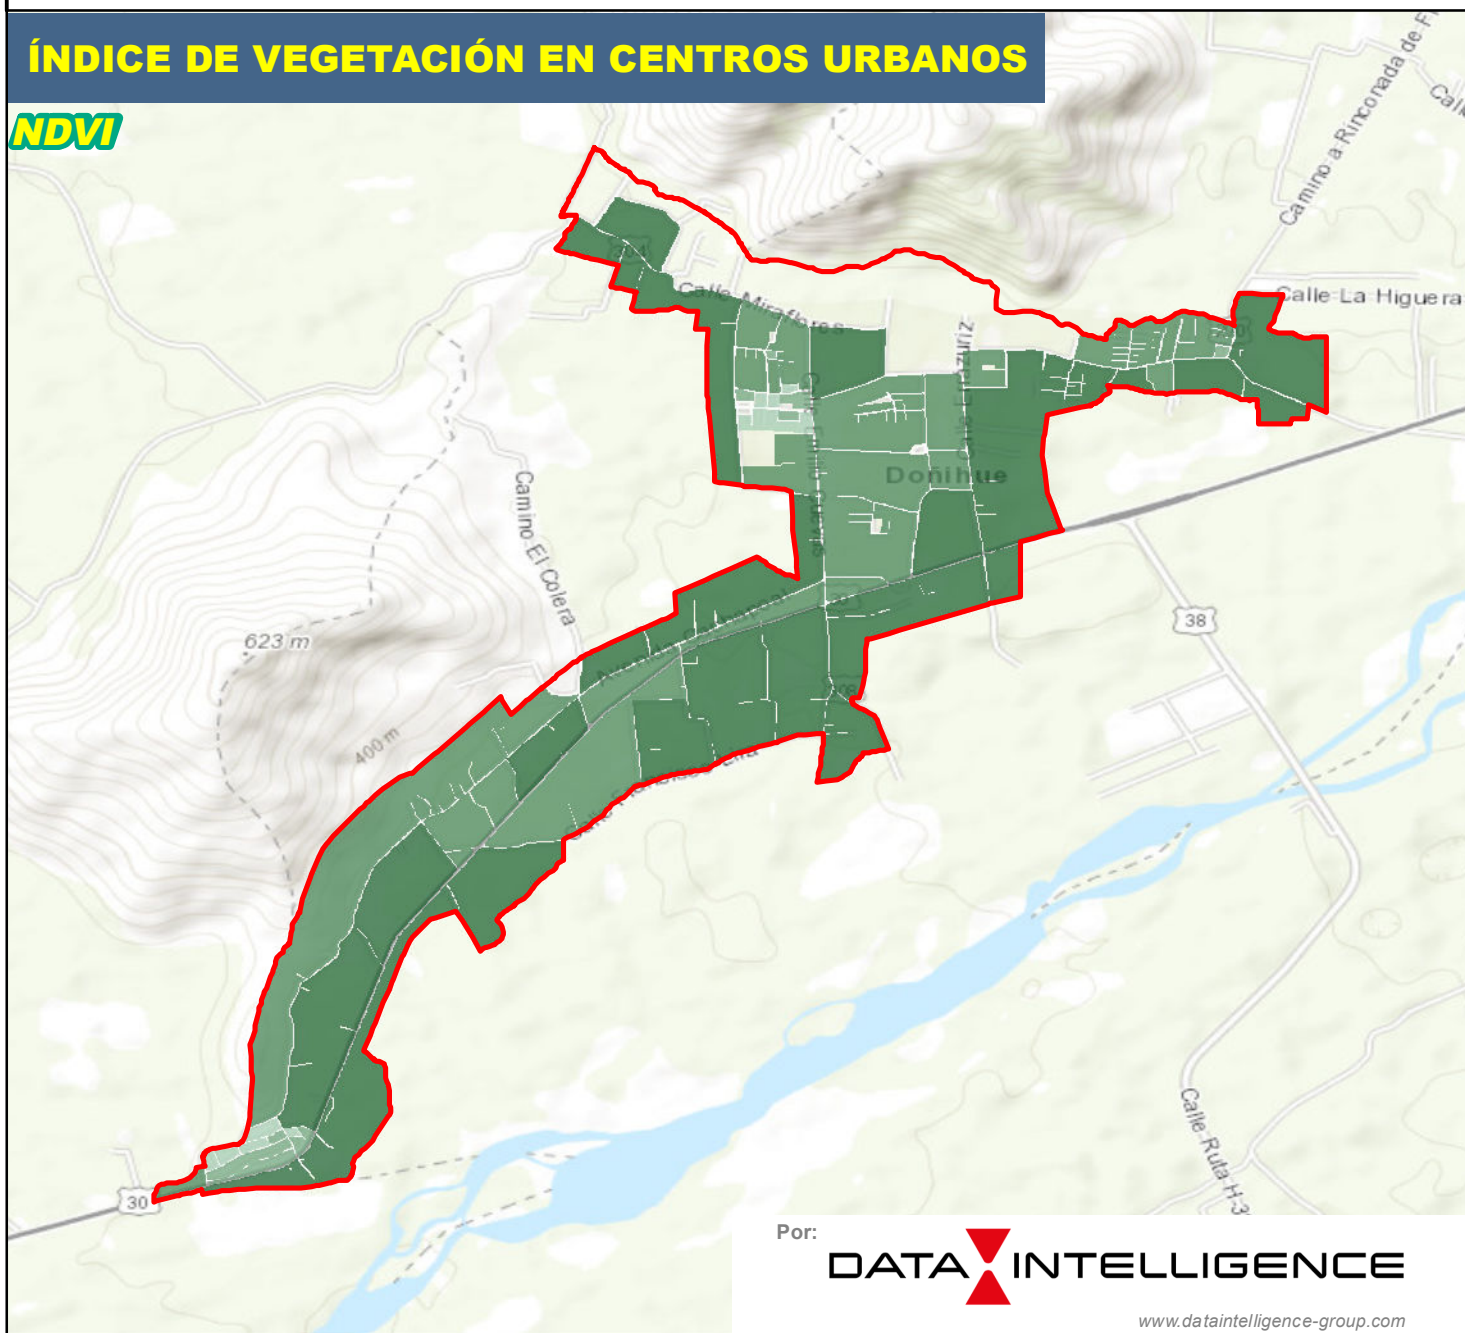 ÍNDICE DE VEGETACIÓN EN CENTROS URBANOS
NDVI
Camino a Rinconada de
Calle La Higuera
Calle Miraflores
Doñihue
Camino El Colera
623 m
400 m
38
30
Calle Ruta H-3
Por:
DATA INTELLIGENCE
www.dataintelligence-group.com